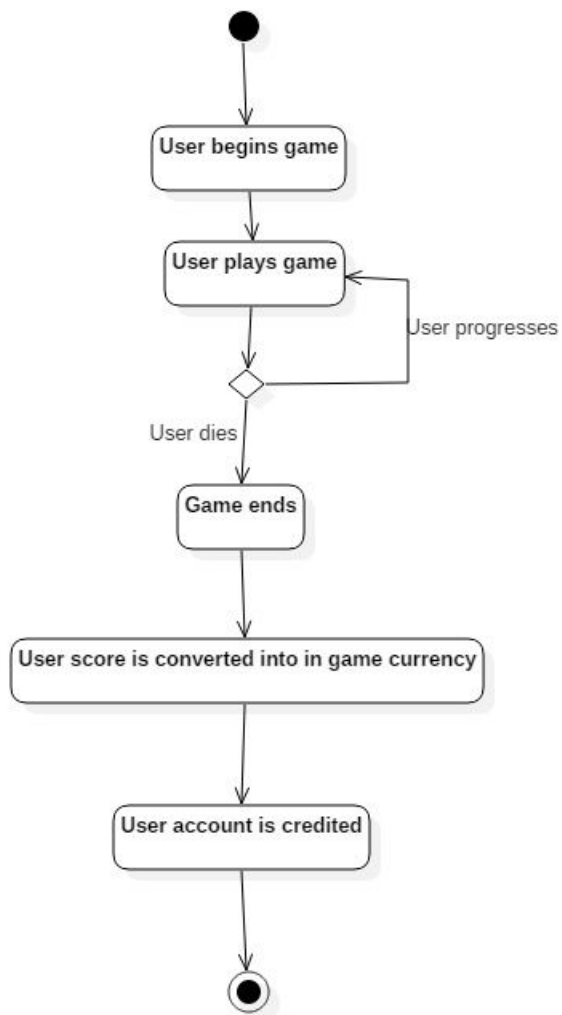 User begins game
User plays game
User progresses
User dies
Game ends
User score is converted into in game currency
User account is credited